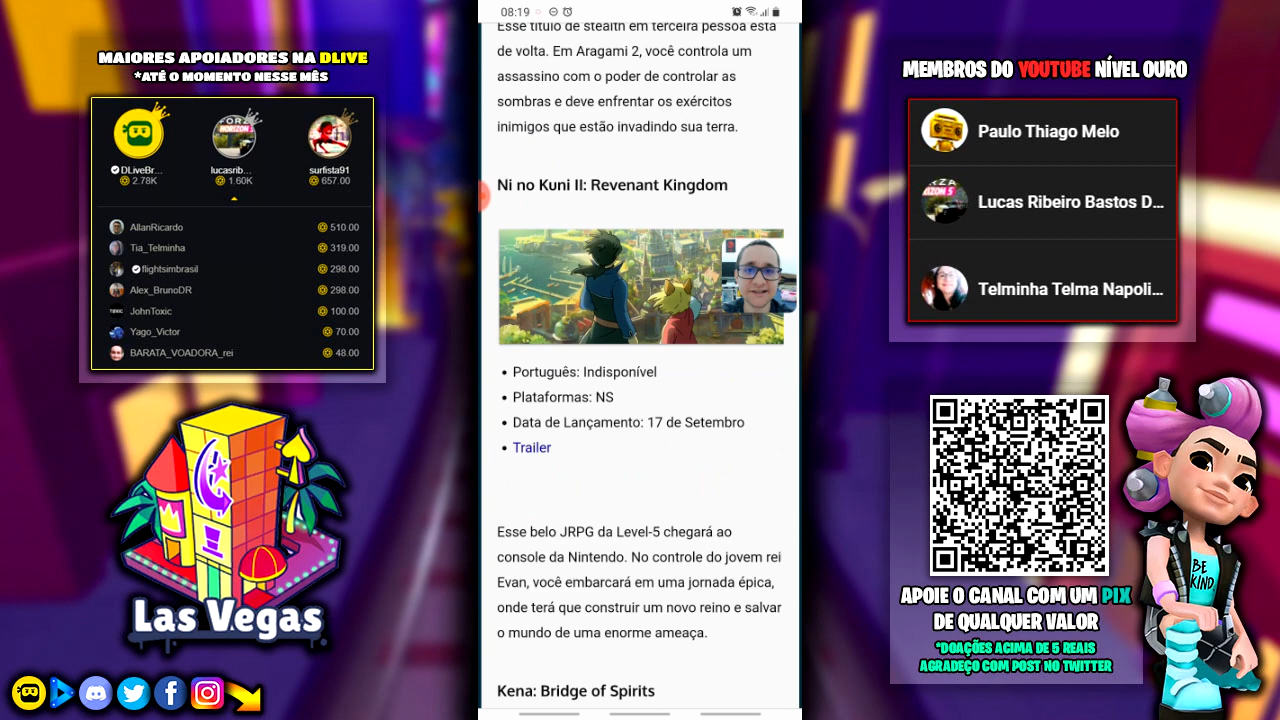 MAIORES APOIADORES NA DLIVE
*ATÉ O MOMENTO NESSE MÊS
DLiveBr...
2.78K
lucasrib...
1.60K
surfista91
657.00
AllanRicardo 510.00
Tia_Telminha 319.00
flightsimbrasil 298.00
Alex_BrunoDR 298.00
JohnToxic 100.00
Yago_Victor 70.00
BARATA_VOADORA_rei 48.00
Las Vegas
08:19
Esse título de stealth em terceira pessoa está
de volta. Em Aragami 2, você controla um
assassino com o poder de controlar as
sombras e deve enfrentar os exércitos
inimigos que estão invadindo sua terra.
Ni no Kuni II: Revenant Kingdom
• Português: Indisponível
• Plataformas: NS
• Data de Lançamento: 17 de Setembro
• Trailer
Esse belo JRPG da Level-5 chegará ao
console da Nintendo. No controle do jovem rei
Evan, você embarcará em uma jornada épica,
onde terá que construir um novo reino e salvar
o mundo de uma enorme ameaça.
Kena: Bridge of Spirits
MEMBROS DO YOUTUBE NÍVEL OURO
Paulo Thiago Melo
Lucas Ribeiro Bastos D...
Telminha Telma Napoli...
APOIE O CANAL COM UM PIX
DE QUALQUER VALOR
*DOAÇÕES ACIMA DE 5 REAIS
AGRADEÇO COM POST NO TWITTER
BE
KIND